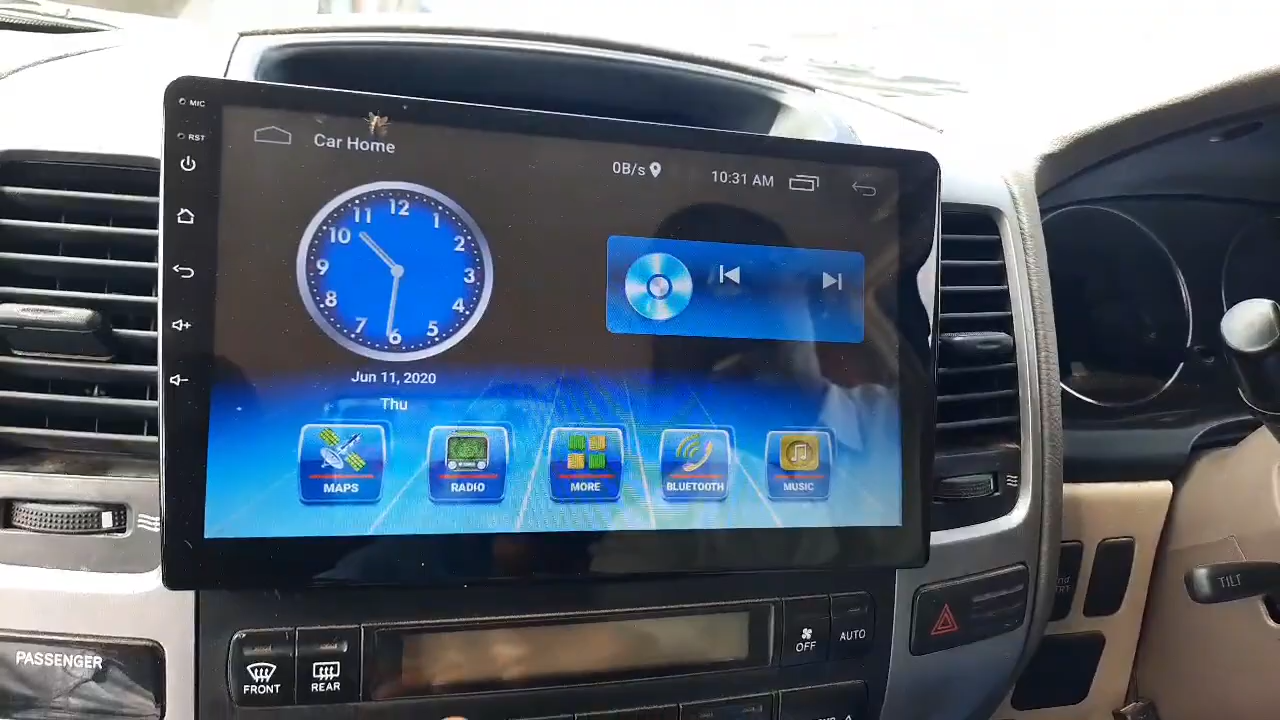 MIC
RST
Car Home
0B/s
10:31 AM
12
1
2
3
4
5
6
7
8
9
10
11
Jun 11, 2020
Thu
MAPS
RADIO
MORE
BLUETOOTH
MUSIC
PASSENGER
FRONT
REAR
OFF
AUTO
TILT